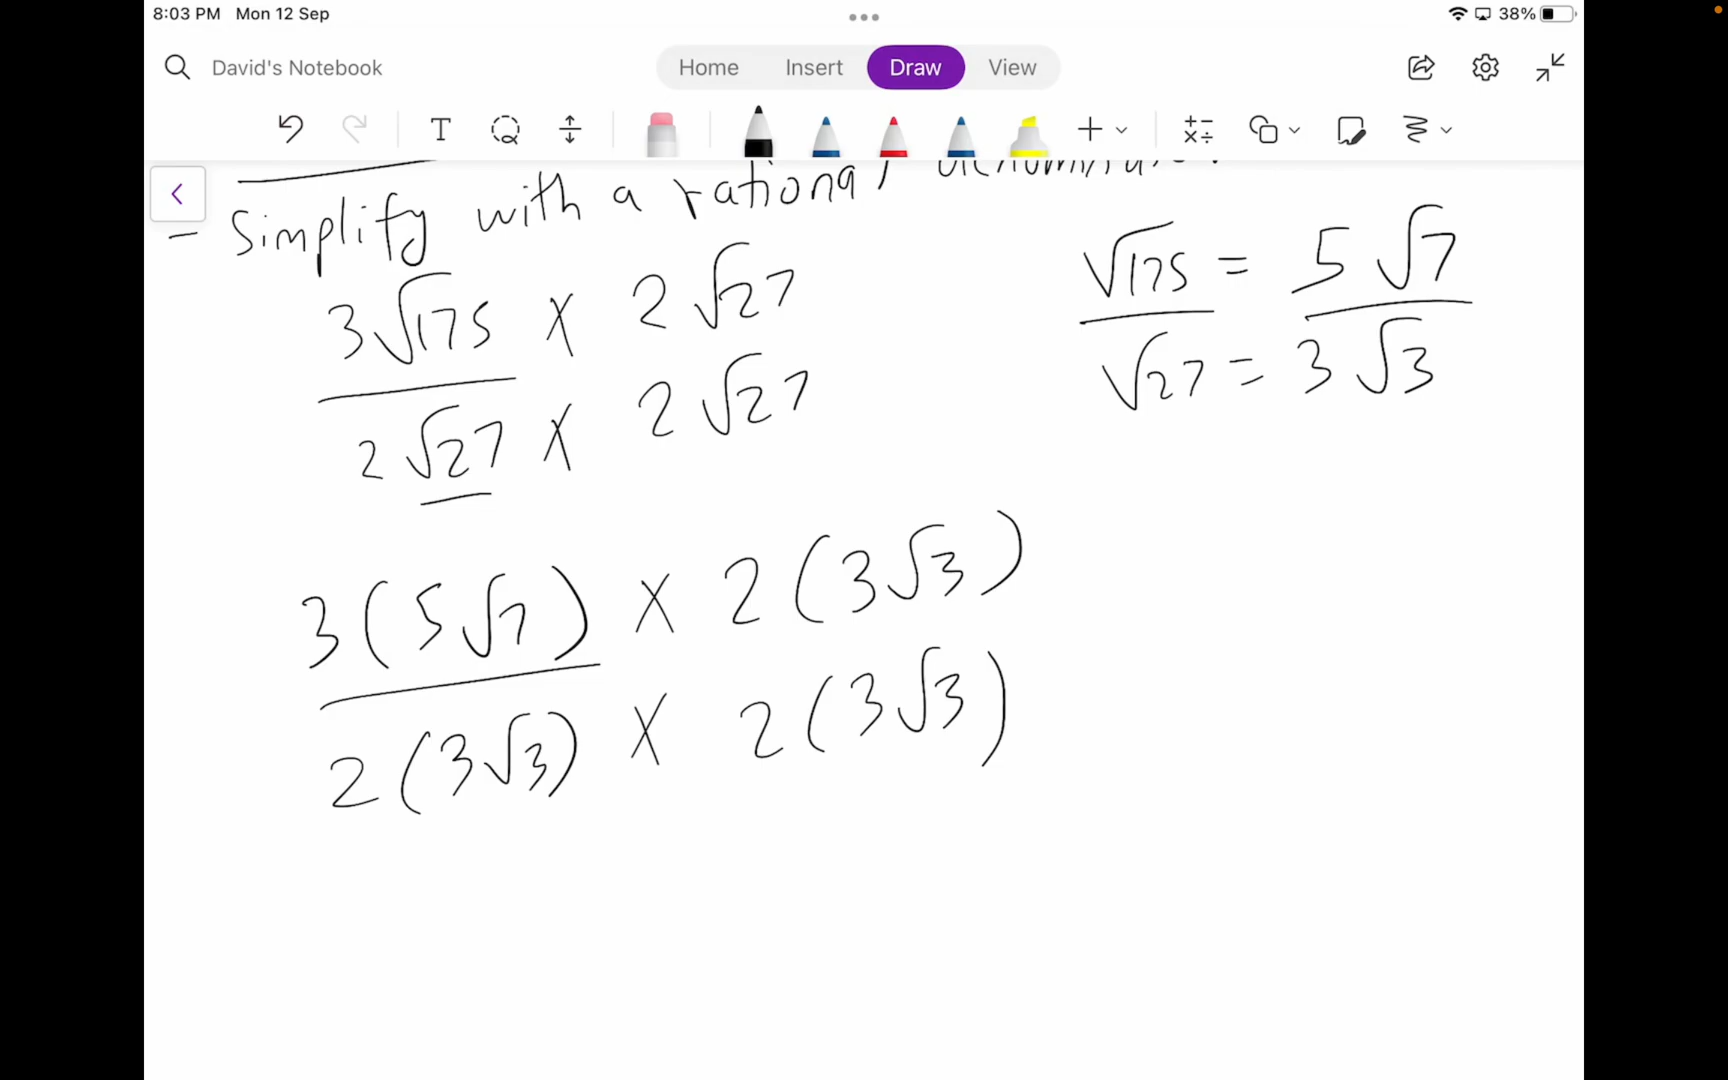 8:03 PM Mon 12 Sep
38%
David's Notebook
Home Insert Draw View
T
- Simplify with a rational
3√175 × 2√27
2√27 × 2√27
√175 = 5√7
√27 = 3√3
3(5√7) × 2(3√3)
2(3√3) × 2(3√3)